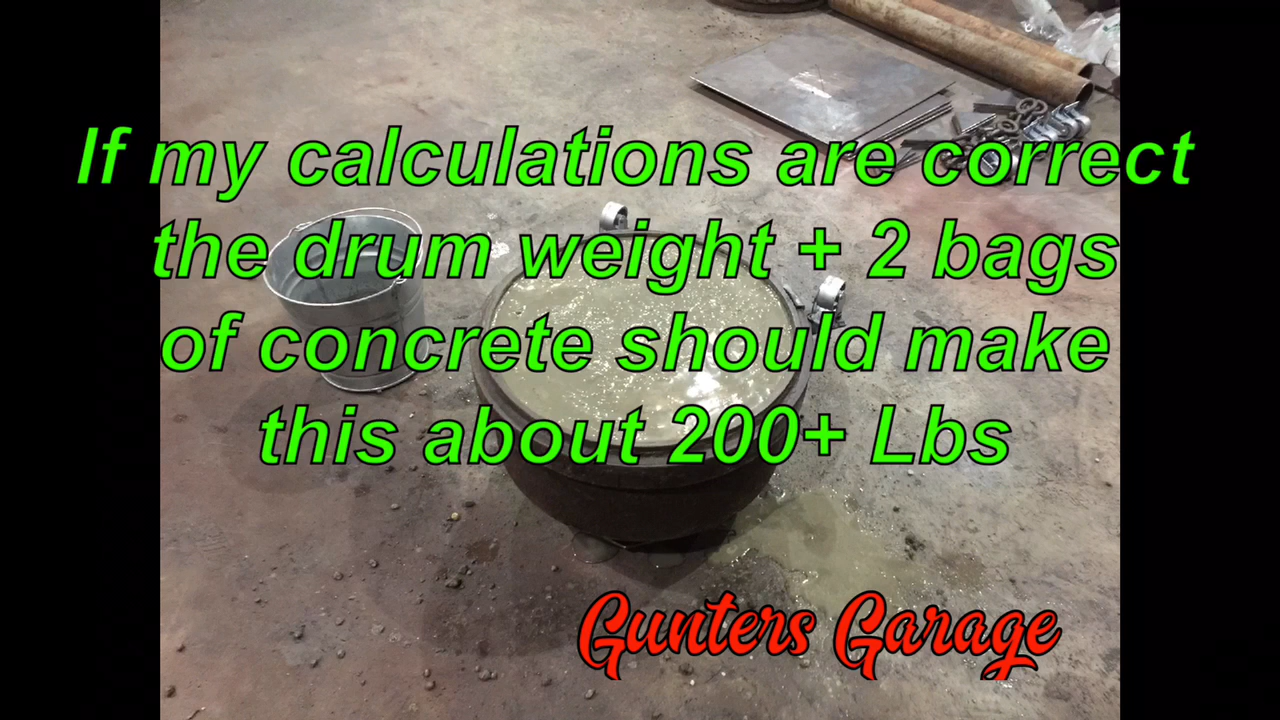 If my calculations are correct
the drum weight + 2 bags
of concrete should make
this about 200+ Lbs
Gunters Garage